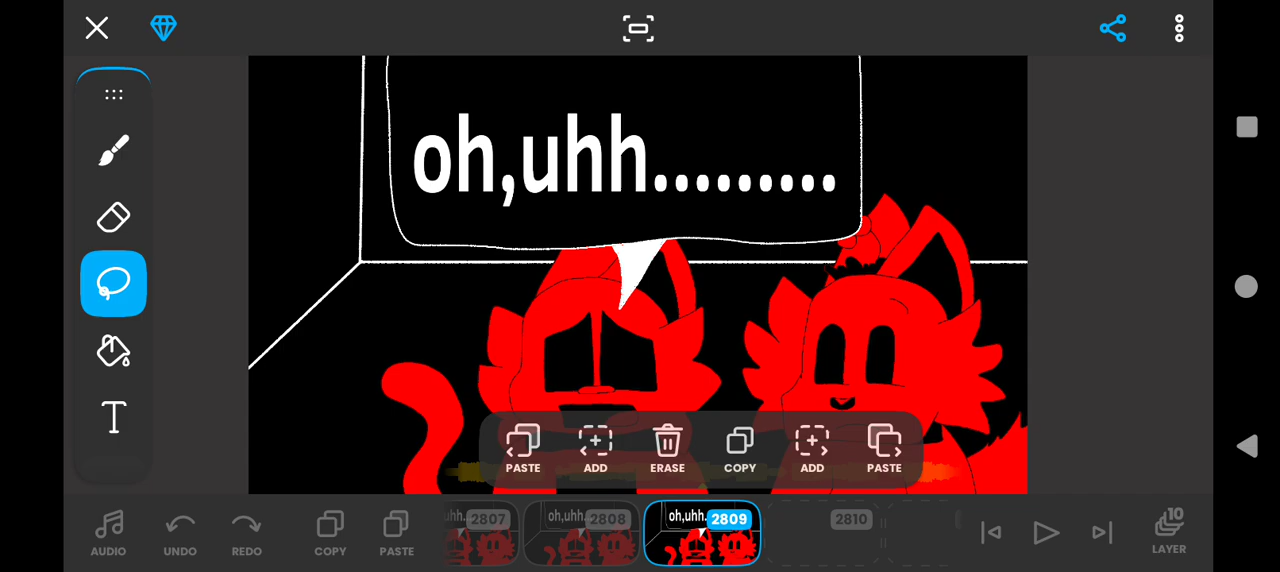 oh,uhh.........
T
PASTE
ADD
ERASE
COPY
ADD
PASTE
2807
2808
2809
2810
oh,uhh.
oh,uhh.
AUDIO
UNDO
REDO
COPY
PASTE
10
LAYER